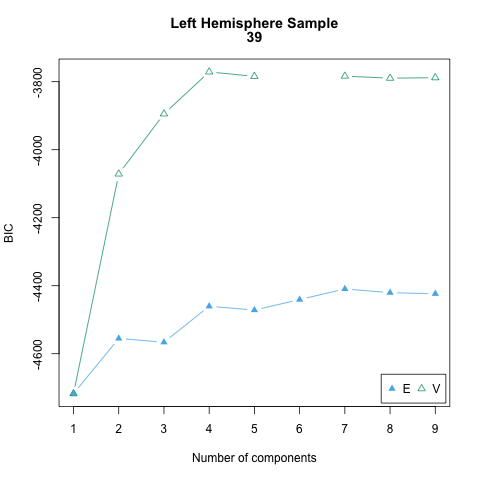 Left Hemisphere Sample
39
BIC
-3800
-4000
-4200
-4400
-4600
1 2 3 4 5 6 7 8 9
Number of components
E V